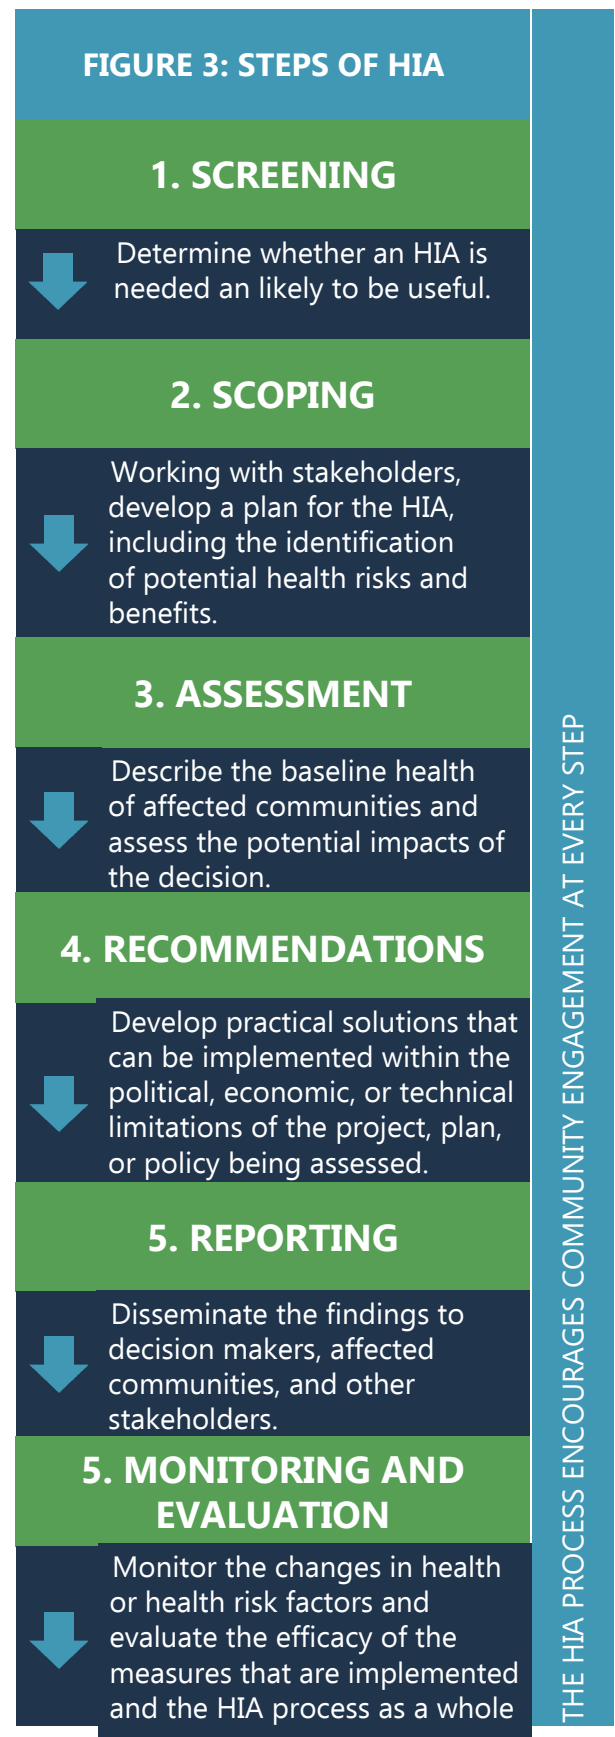 FIGURE 3: STEPS OF HIA
1. SCREENING
Determine whether an HIA is
needed an likely to be useful.
2. SCOPING
Working with stakeholders,
develop a plan for the HIA,
including the identification
of potential health risks and
benefits.
3. ASSESSMENT
Describe the baseline health
of affected communities and
assess the potential impacts of
the decision.
4. RECOMMENDATIONS
Develop practical solutions that
can be implemented within the
political, economic, or technical
limitations of the project, plan,
or policy being assessed.
5. REPORTING
Disseminate the findings to
decision makers, affected
communities, and other
stakeholders.
5. MONITORING AND
EVALUATION
Monitor the changes in health
or health risk factors and
evaluate the efficacy of the
measures that are implemented
and the HIA process as a whole
THE HIA PROCESS ENCOURAGES COMMUNITY ENGAGEMENT AT EVERY STEP